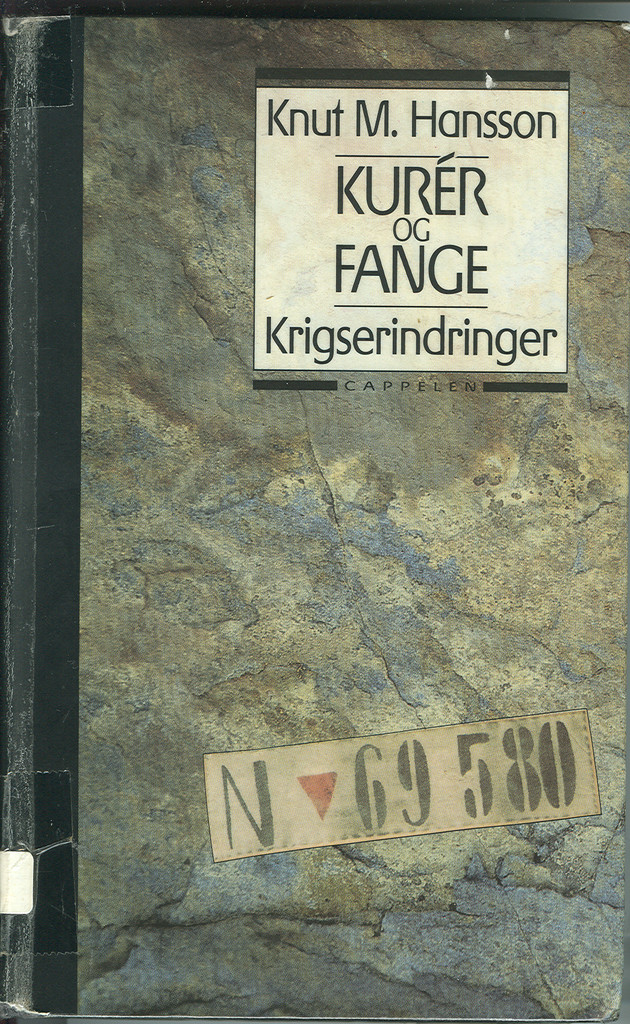 Knut M. Hansson
KURÉR
OG
FANGE
Krigserindringer
CAPPELEN
N 69 580